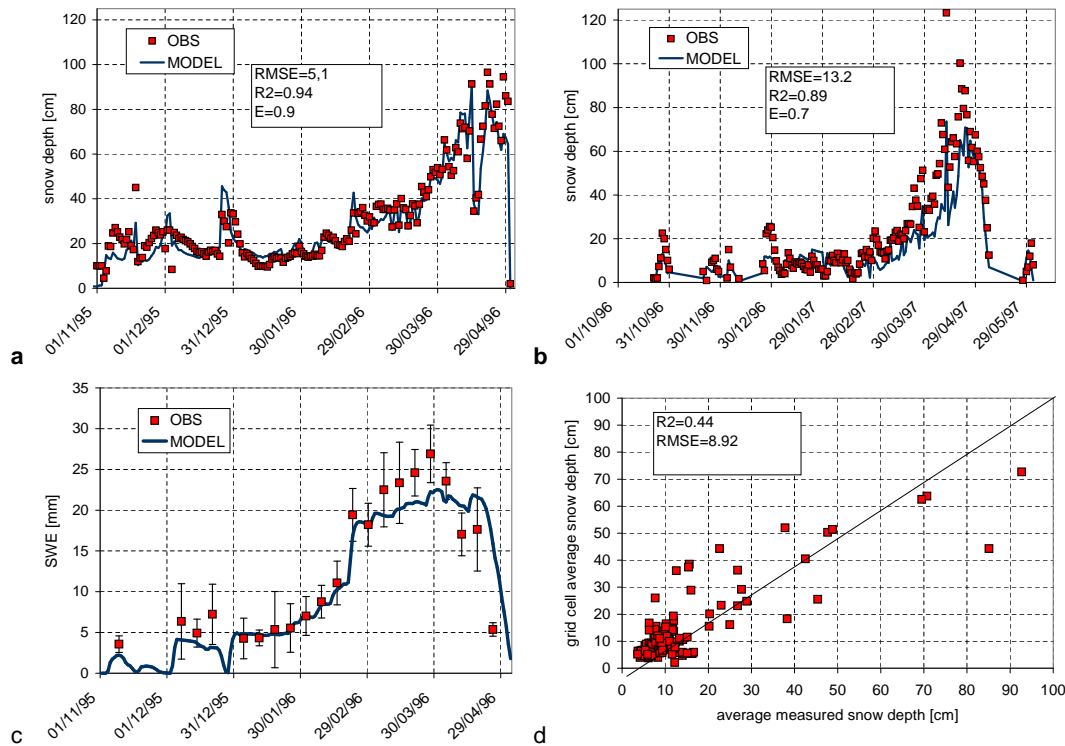 120
100
80
60
40
20
0
snow depth [cm]
OBS
MODEL
RMSE=5,1
R2=0.94
E=0.9
01/11/95
01/12/95
31/12/95
30/01/96
29/02/96
30/03/96
29/04/96
a
120
100
80
60
40
20
0
snow depth [cm]
OBS
MODEL
RMSE=13.2
R2=0.89
E=0.7
01/10/96
31/10/96
30/11/96
30/12/96
29/01/97
28/02/97
30/03/97
29/04/97
29/05/97
b
35
30
25
20
15
10
5
0
SWE [mm]
OBS
MODEL
01/11/95
01/12/95
31/12/95
30/01/96
29/02/96
30/03/96
29/04/96
c
100
90
80
70
60
50
40
30
20
10
0
grid cell average snow depth [cm]
R2=0.44
RMSE=8.92
0 10 20 30 40 50 60 70 80 90 100
average measured snow depth [cm]
d